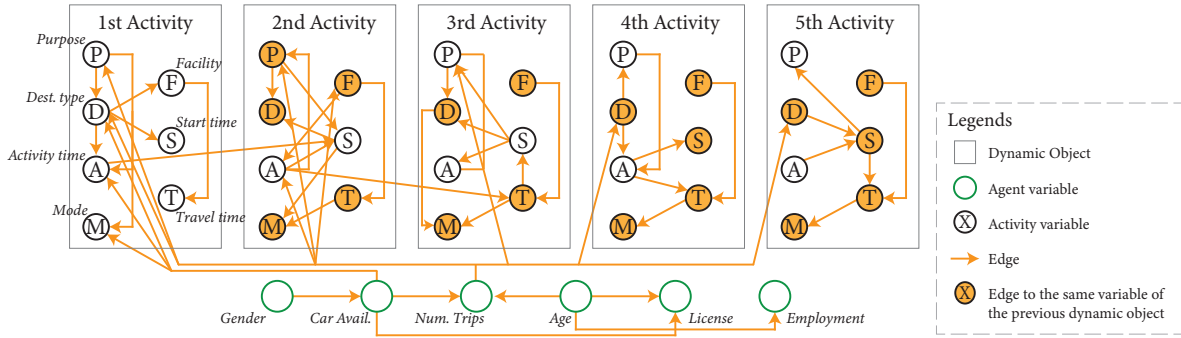 1st Activity
2nd Activity
3rd Activity
4th Activity
5th Activity
Purpose
P
Facility
F
Dest. type
D
Start time
S
Activity time
A
Travel time
T
Mode
M
P
F
D
S
A
T
M
P
F
D
S
A
T
M
P
F
D
S
A
T
M
P
F
D
S
A
T
M
Gender
Car Avail.
Num. Trips
Age
License
Employment
Legends
Dynamic Object
Agent variable
X
Activity variable
Edge
X
Edge to the same variable of
the previous dynamic object